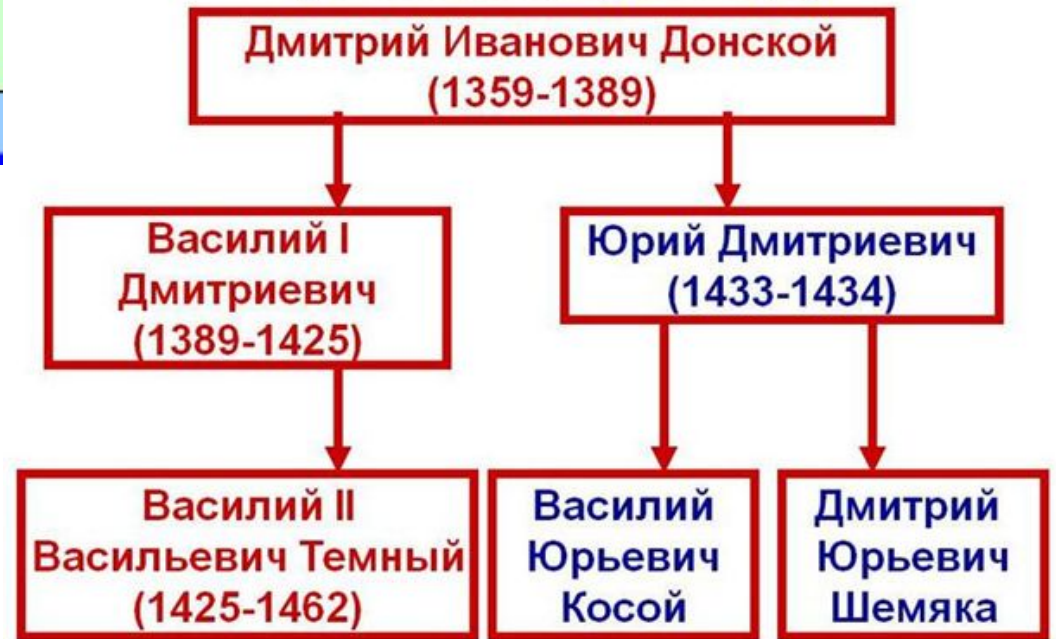 Дмитрий Иванович Донской
(1359-1389)
Василий I
Дмитриевич
(1389-1425)
Юрий Дмитриевич
(1433-1434)
Василий II
Васильевич Темный
(1425-1462)
Василий
Юрьевич
Косой
Дмитрий
Юрьевич
Шемяка